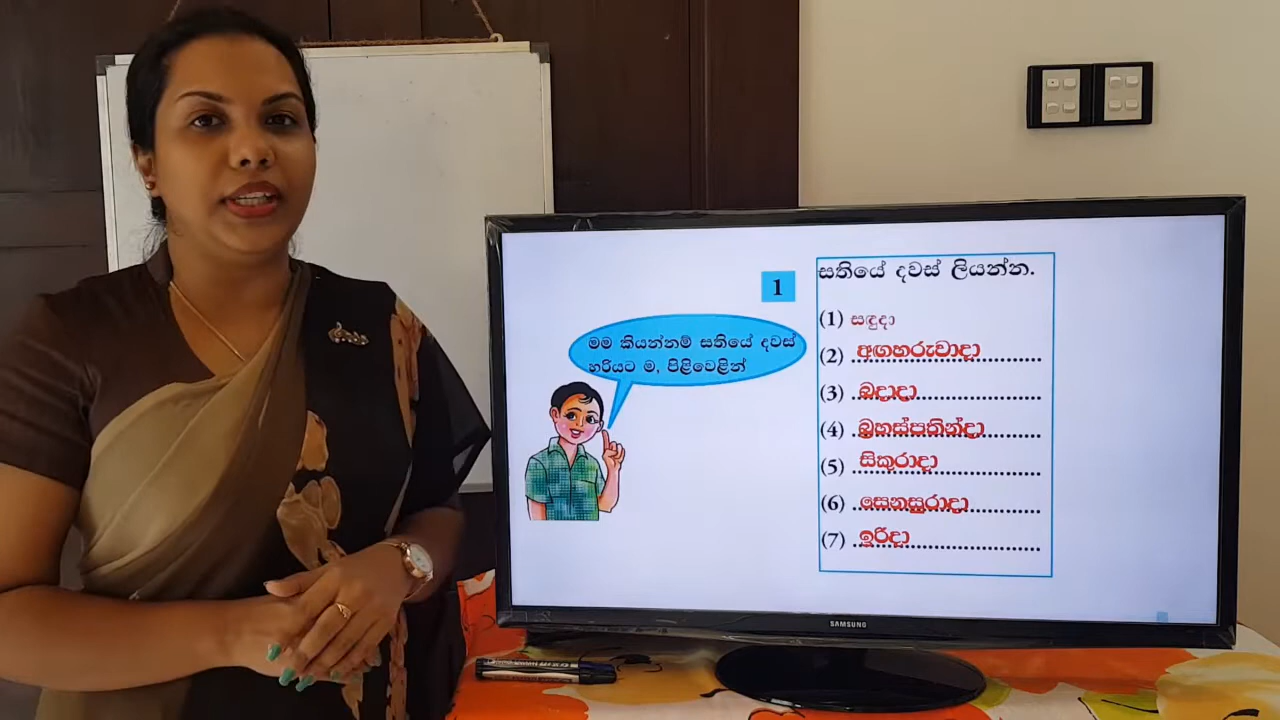 1
සතියේ දවස් ලියන්න.
මම කියන්නම් සතියේ දවස්
හරියට ම, පිළිවෙළින්
(1) සඳුදා
(2) අඟහරුවාදා
(3) බදාදා
(4) බ්‍රහස්පතින්දා
(5) සිකුරාදා
(6) සෙනසුරාදා
(7) ඉරිදා
SAMSUNG